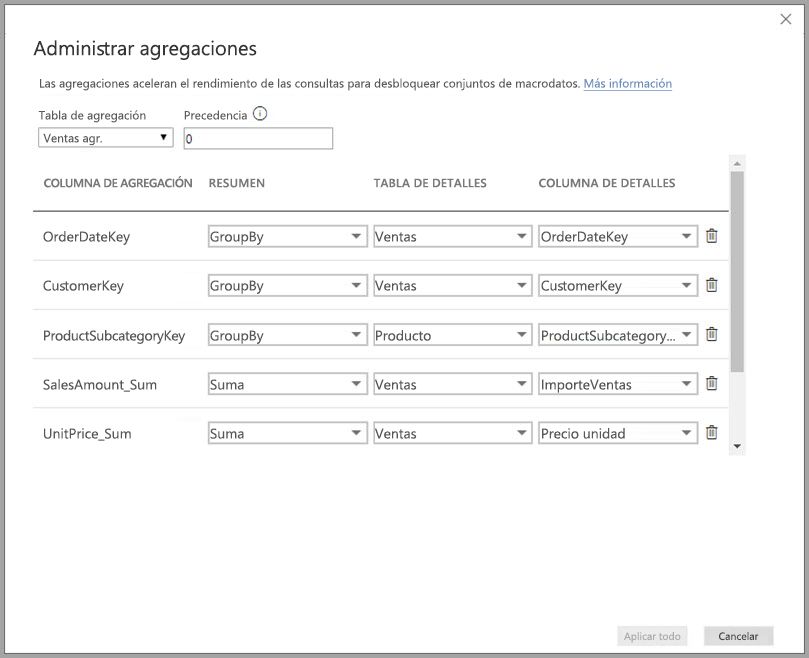 Administrar agregaciones
Las agregaciones aceleran el rendimiento de las consultas para desbloquear conjuntos de macrodatos. Más información
Tabla de agregación Precedencia
Ventas agr. 0
COLUMNA DE AGREGACIÓN RESUMEN TABLA DE DETALLES COLUMNA DE DETALLES
OrderDateKey GroupBy Ventas OrderDateKey
CustomerKey GroupBy Ventas CustomerKey
ProductSubcategoryKey GroupBy Producto ProductSubcategory...
SalesAmount_Sum Suma Ventas ImporteVentas
UnitPrice_Sum Suma Ventas Precio unidad
Aplicar todo Cancelar